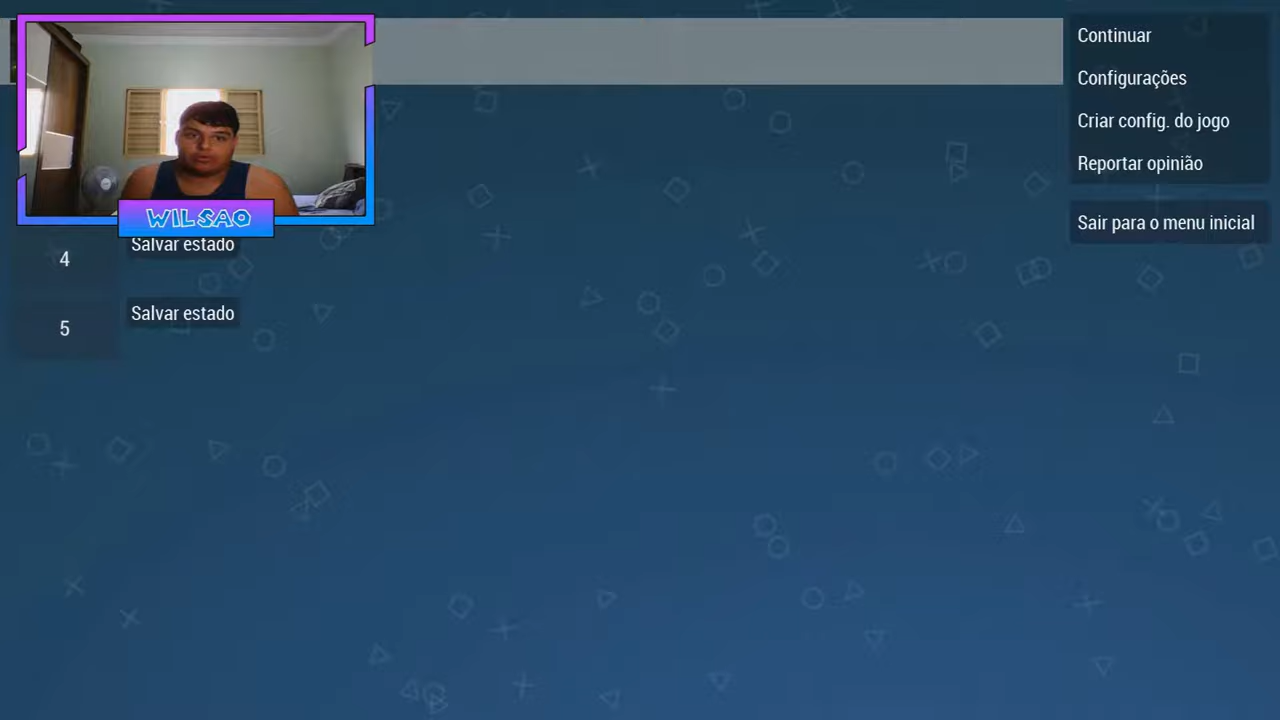 WILSAO
4
Salvar estado
5
Salvar estado
Continuar
Configurações
Criar config. do jogo
Reportar opinião
Sair para o menu inicial